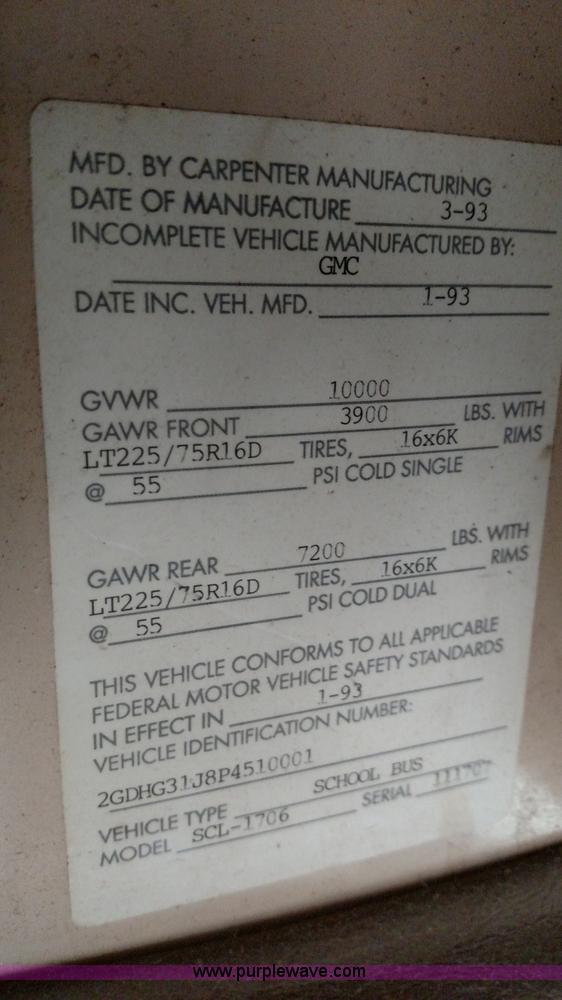 MFD. BY CARPENTER MANUFACTURING
DATE OF MANUFACTURE 3-93
INCOMPLETE VEHICLE MANUFACTURED BY:
GMC
DATE INC. VEH. MFD. 1-93
GVWR 10000
GAWR FRONT 3900 LBS. WITH
LT225/75R16D TIRES, 16x6K RIMS
@ 55 PSI COLD SINGLE
GAWR REAR 7200 LBS. WITH
LT225/75R16D TIRES, 16x6K RIMS
@ 55 PSI COLD DUAL
THIS VEHICLE CONFORMS TO ALL APPLICABLE
FEDERAL MOTOR VEHICLE SAFETY STANDARDS
IN EFFECT IN 1-93
VEHICLE IDENTIFICATION NUMBER:
2GDHG31J8P4510001
VEHICLE TYPE SCHOOL BUS
MODEL SCL-1706 SERIAL
www.purplewave.com